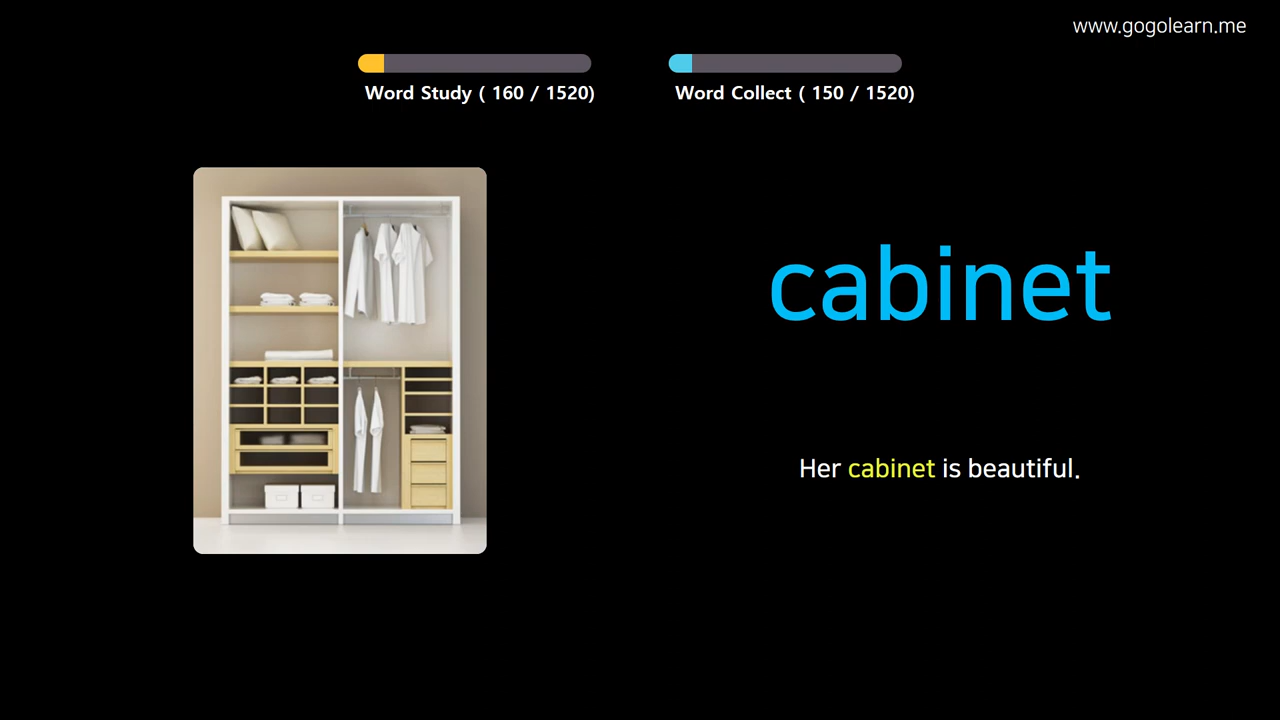 www.gogolearn.me
Word Study ( 160 / 1520)
Word Collect ( 150 / 1520)
cabinet
Her cabinet is beautiful.